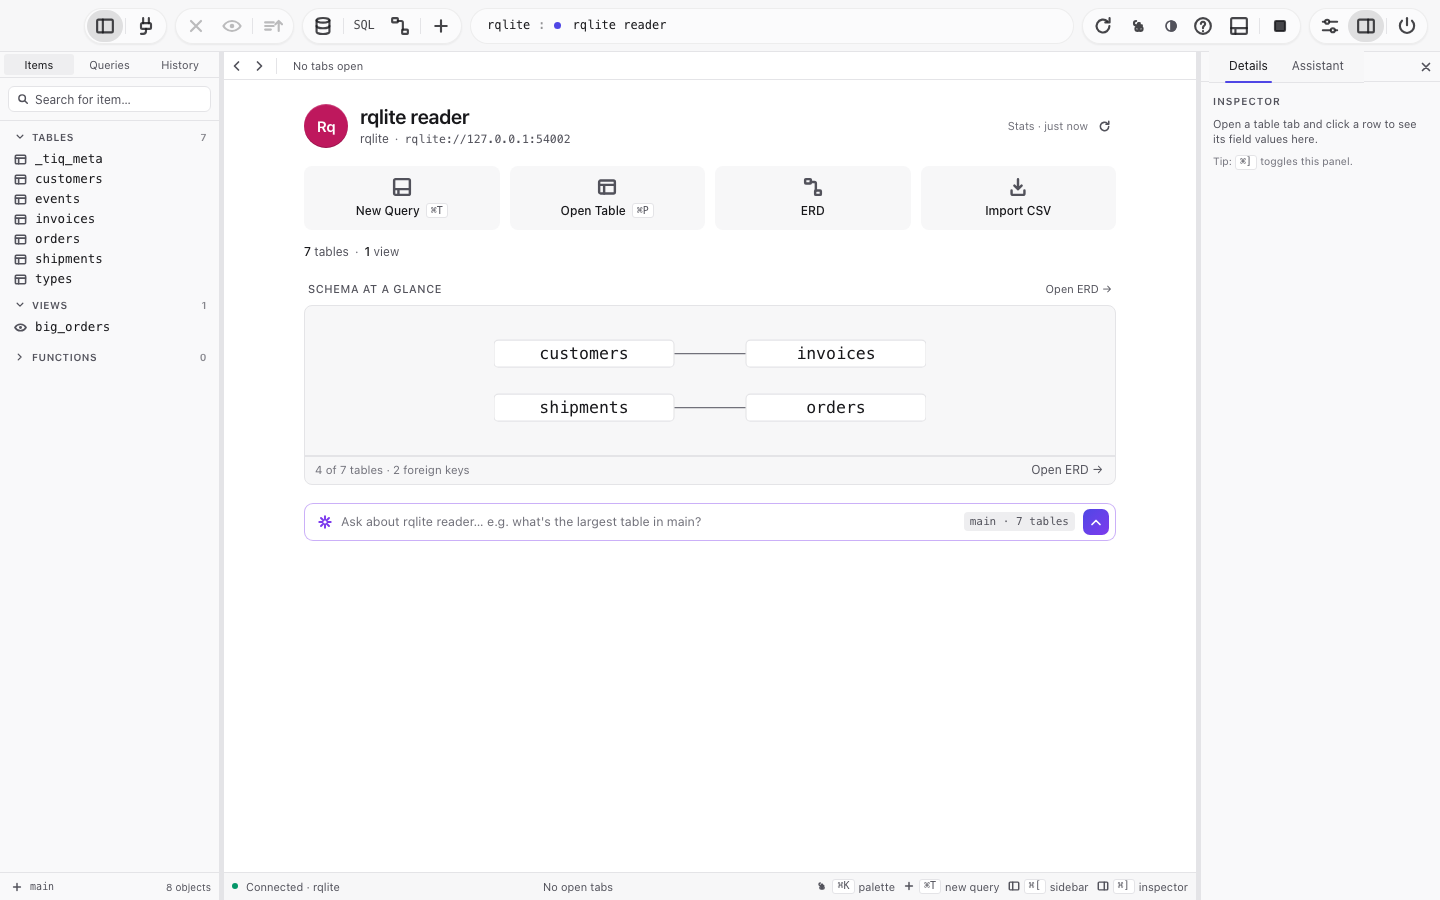 SQL
rqlite : rqlite reader
Items Queries History
Search for item...
TABLES 7
_tiq_meta
customers
events
invoices
orders
shipments
types
VIEWS 1
big_orders
FUNCTIONS 0
+ main 8 objects
No tabs open
Rq
rqlite reader
rqlite · rqlite://127.0.0.1:54002
Stats · just now
New Query ⌘T
Open Table ⌘P
ERD
Import CSV
7 tables · 1 view
SCHEMA AT A GLANCE
Open ERD →
customers invoices
shipments orders
4 of 7 tables · 2 foreign keys
Open ERD →
Ask about rqlite reader... e.g. what's the largest table in main?
main · 7 tables
Connected · rqlite
No open tabs
⌘K palette
⌘T new query
⌘[ sidebar
⌘] inspector
Details Assistant
INSPECTOR
Open a table tab and click a row to see
its field values here.
Tip: ⌘] toggles this panel.